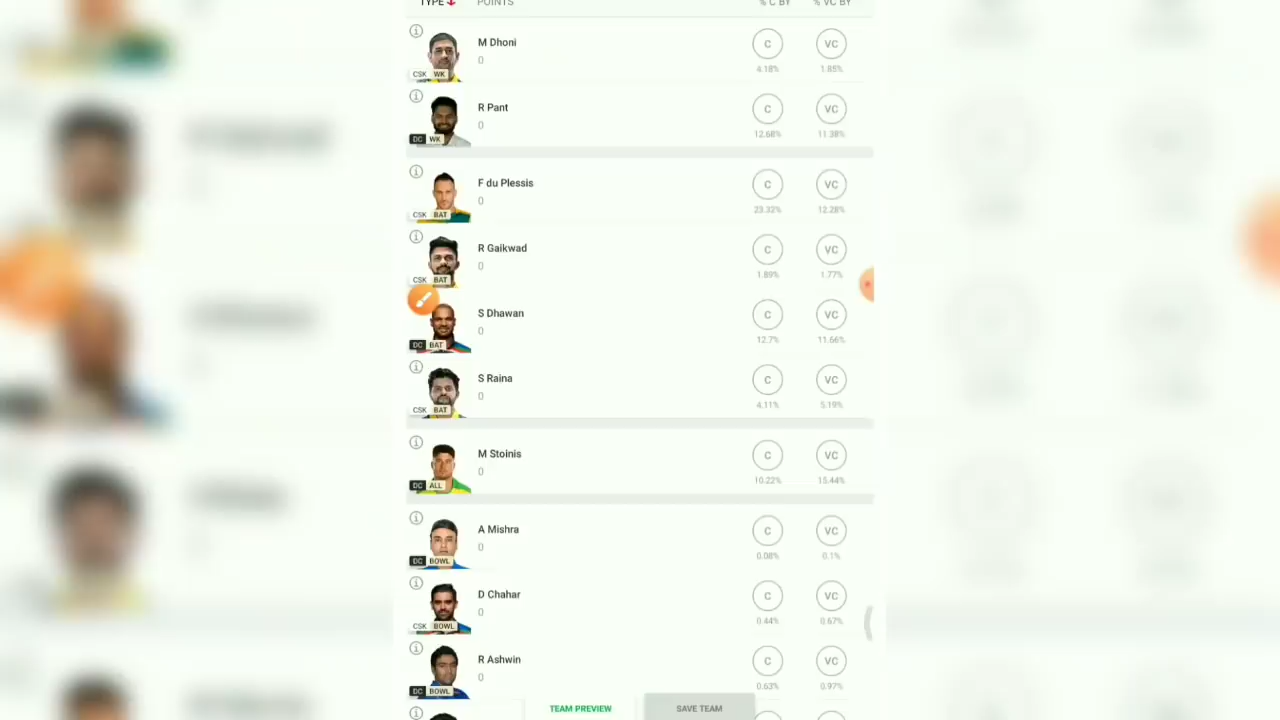 TYPE POINTS % C BY % VC BY
M Dhoni
0
C VC
CSK WK 4.18% 1.85%
R Pant
0
C VC
DC WK 12.68% 11.38%
F du Plessis
0
C VC
CSK BAT 23.32% 12.28%
R Gaikwad
0
C VC
CSK BAT 1.89% 1.77%
S Dhawan
0
C VC
DC BAT 12.7% 11.66%
S Raina
0
C VC
CSK BAT 4.11% 5.19%
M Stoinis
0
C VC
DC ALL 10.22% 15.44%
A Mishra
0
C VC
DC BOWL 0.08% 0.1%
D Chahar
0
C VC
CSK BOWL 0.44% 0.67%
R Ashwin
0
C VC
DC BOWL 0.63% 0.97%
TEAM PREVIEW SAVE TEAM